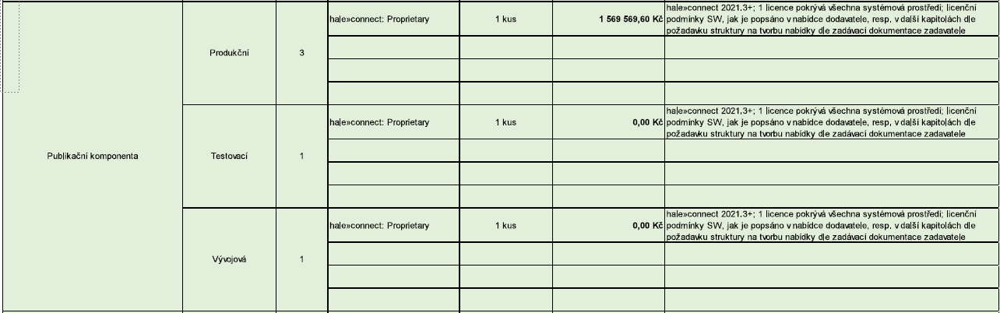 hale»connect: Proprietary 1 kus 1 569 569,60 Kč hale»connect 2021.3+; 1 licence pokrývá všechna systémová prostředí; licenční
podmínky SW, jak je popsáno v nabídce dodavatele, resp. v další kapitolách dle
požadavku struktury na tvorbu nabídky dle zadávací dokumentace zadavatele
Produkční 3
hale»connect: Proprietary 1 kus 0,00 Kč hale»connect 2021.3+; 1 licence pokrývá všechna systémová prostředí; licenční
podmínky SW, jak je popsáno v nabídce dodavatele, resp. v další kapitolách dle
požadavku struktury na tvorbu nabídky dle zadávací dokumentace zadavatele
Publikační komponenta Testovací 1
hale»connect: Proprietary 1 kus 0,00 Kč hale»connect 2021.3+; 1 licence pokrývá všechna systémová prostředí; licenční
podmínky SW, jak je popsáno v nabídce dodavatele, resp. v další kapitolách dle
požadavku struktury na tvorbu nabídky dle zadávací dokumentace zadavatele
Vývojová 1